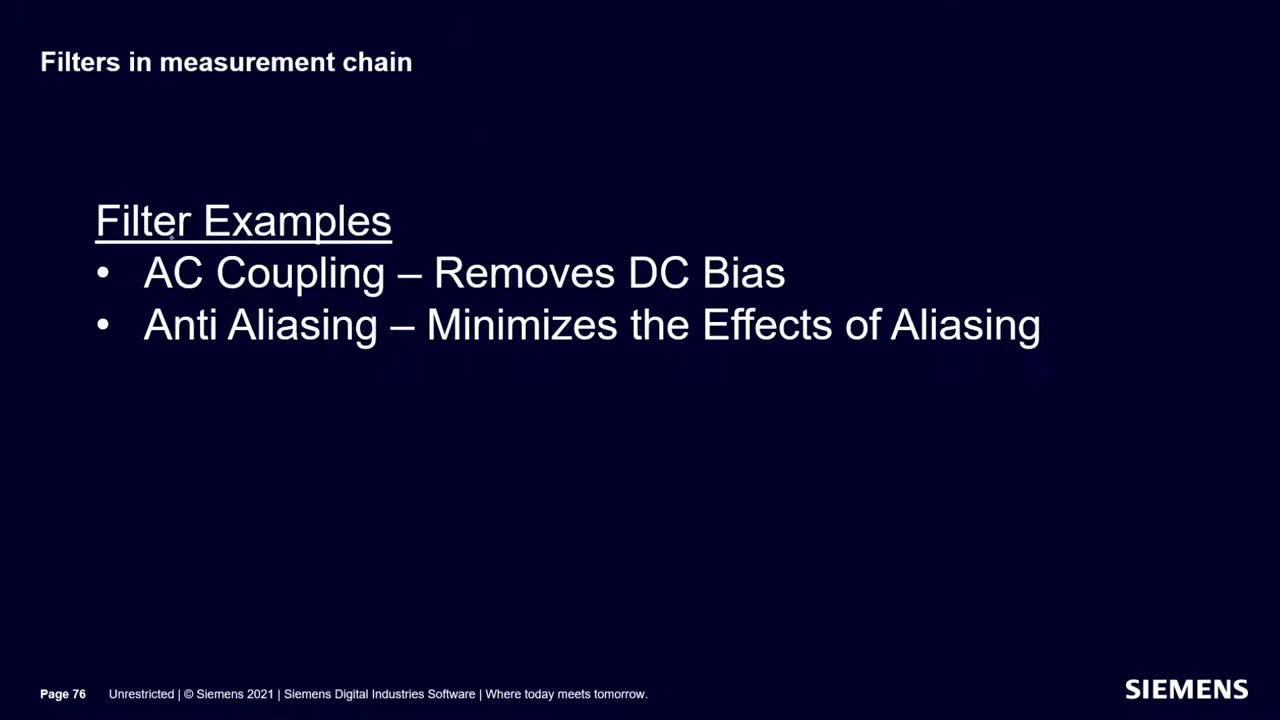 Filters in measurement chain
Filter Examples
• AC Coupling – Removes DC Bias
• Anti Aliasing – Minimizes the Effects of Aliasing
Page 76 Unrestricted | © Siemens 2021 | Siemens Digital Industries Software | Where today meets tomorrow.
SIEMENS